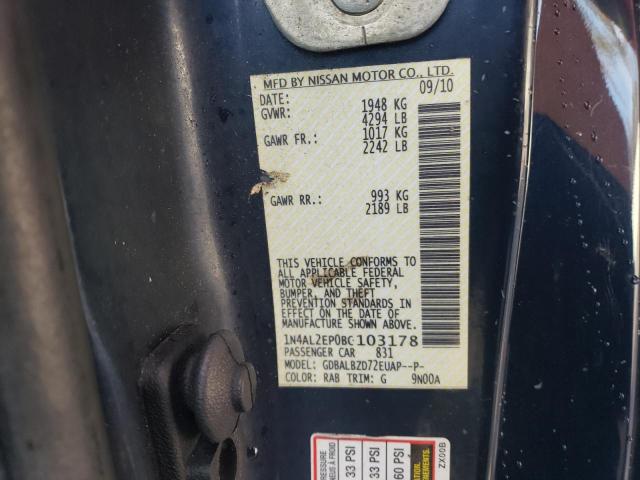 MFD BY NISSAN MOTOR CO., LTD.
DATE: 09/10
GVWR: 1948 KG
4294 LB
GAWR FR.: 1017 KG
2242 LB
GAWR RR.: 993 KG
2189 LB
THIS VEHICLE CONFORMS TO
ALL APPLICABLE FEDERAL
MOTOR VEHICLE SAFETY,
BUMPER, AND THEFT
PREVENTION STANDARDS IN
EFFECT ON THE DATE OF
MANUFACTURE SHOWN ABOVE.
1N4AL2EP0BC103178
PASSENGER CAR 831
MODEL: GDBALBZD72EUAP--P-
COLOR: RAB TRIM: G 9N00A
ZX00B
PRESSURE
33 PSI
33 PSI
60 PSI